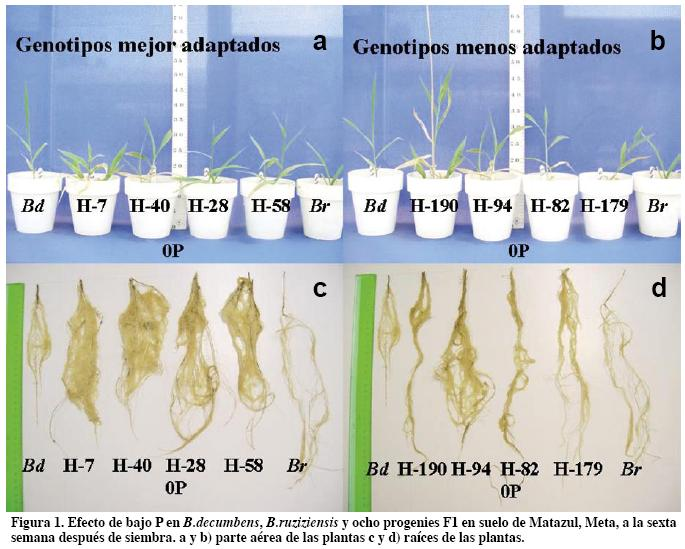 Genotipos mejor adaptados
a
Bd H-7 H-40 H-28 H-58 Br
0P
Genotipos menos adaptados
b
Bd H-190 H-94 H-82 H-179 Br
0P
c
Bd H-7 H-40 H-28 H-58 Br
0P
d
Bd H-190 H-94 H-82 H-179 Br
0P
Figura 1. Efecto de bajo P en B.decumbens, B.ruziziensis y ocho progenies F1 en suelo de Matazul, Meta, a la sexta
semana después de siembra. a y b) parte aérea de las plantas c y d) raíces de las plantas.